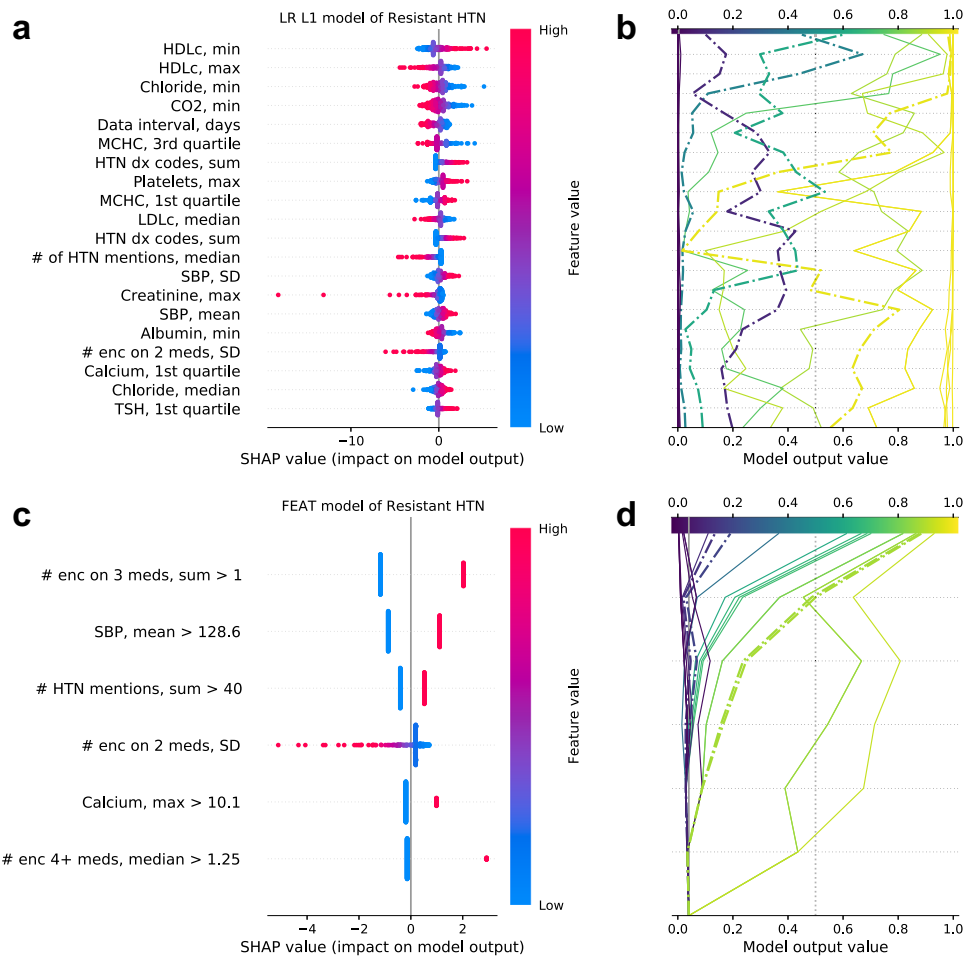 a
LR L1 model of Resistant HTN
HDLc, min
HDLc, max
Chloride, min
CO2, min
Data interval, days
MCHC, 3rd quartile
HTN dx codes, sum
Platelets, max
MCHC, 1st quartile
LDLc, median
HTN dx codes, sum
# of HTN mentions, median
SBP, SD
Creatinine, max
SBP, mean
Albumin, min
# enc on 2 meds, SD
Calcium, 1st quartile
Chloride, median
TSH, 1st quartile
−10 0
SHAP value (impact on model output)
High
Feature value
Low
b
0.0 0.2 0.4 0.6 0.8 1.0
0.0 0.2 0.4 0.6 0.8 1.0
Model output value
c
FEAT model of Resistant HTN
# enc on 3 meds, sum > 1
SBP, mean > 128.6
# HTN mentions, sum > 40
# enc on 2 meds, SD
Calcium, max > 10.1
# enc 4+ meds, median > 1.25
−4 −2 0 2
SHAP value (impact on model output)
High
Feature value
Low
d
0.0 0.2 0.4 0.6 0.8 1.0
0.0 0.2 0.4 0.6 0.8 1.0
Model output value